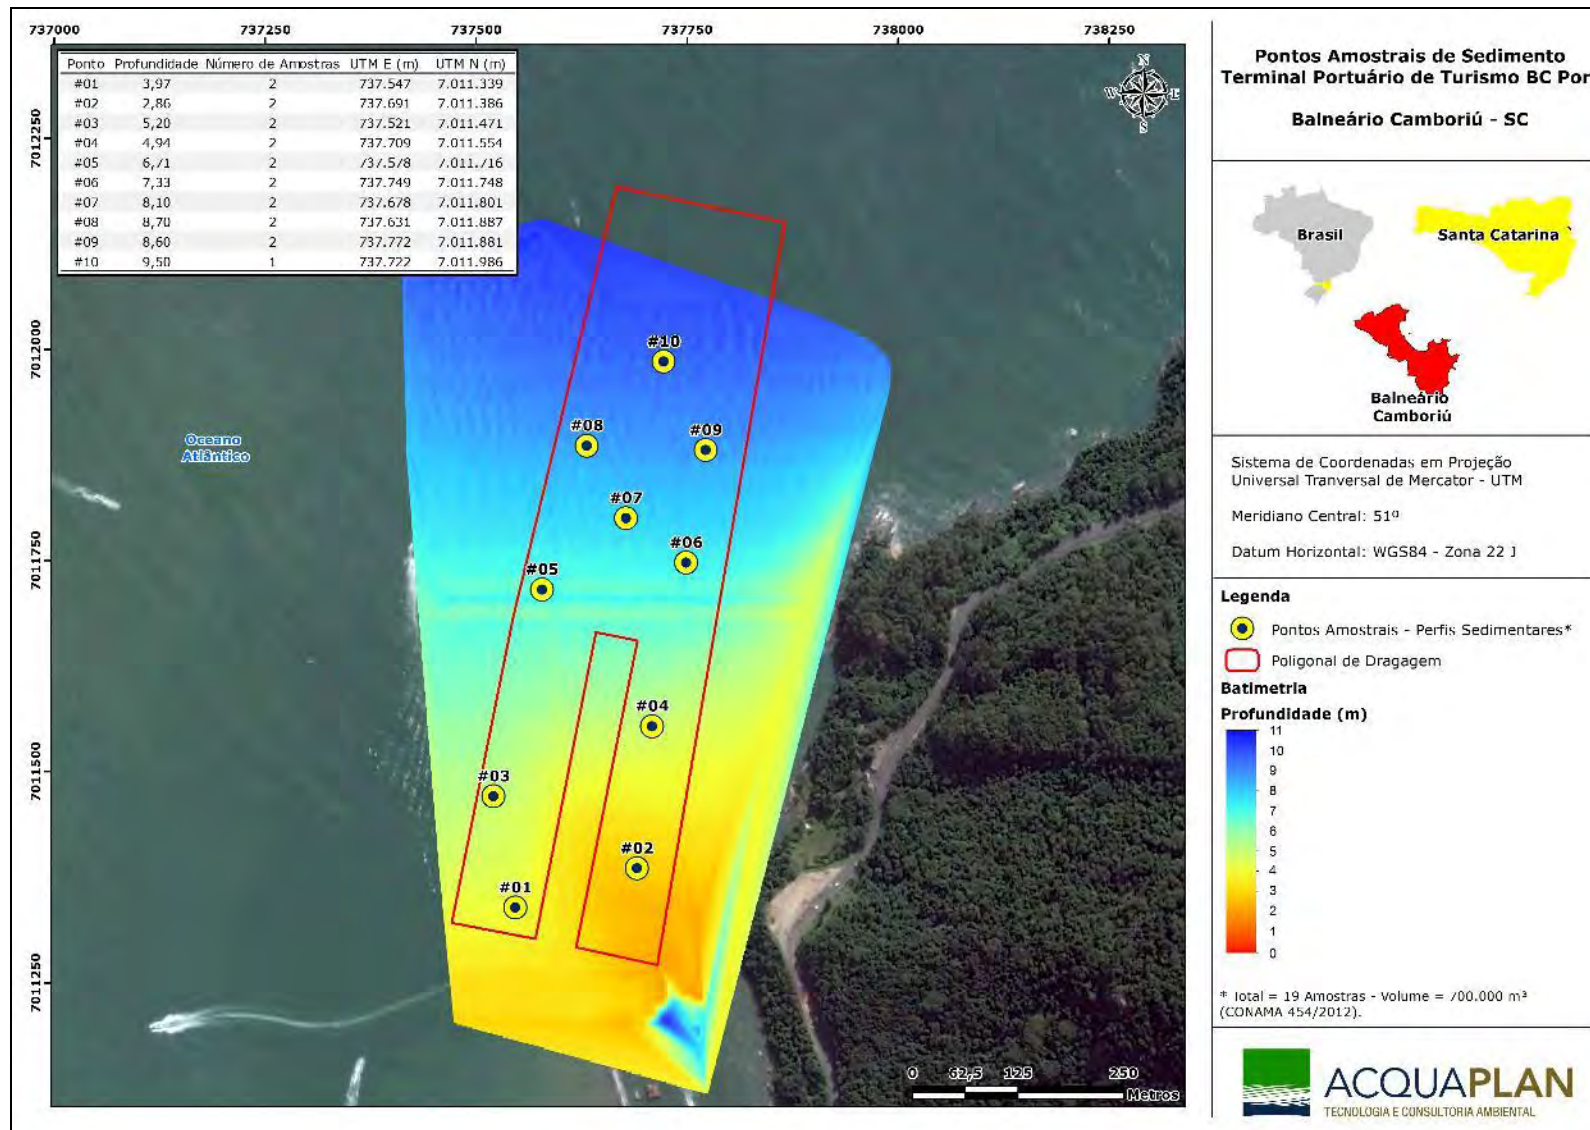 737000 737250 737500 737750 738000 738250
Ponto Profundidade Número de Amostras UTM E (m) UTM N (m)
#01 3,97 2 737.547 7.011.339
#02 2,86 2 737.691 7.011.386
#03 5,20 2 737.521 7.011.471
#04 4,94 2 737.709 7.011.554
#05 6,71 2 737.578 7.011.716
#06 7,33 2 737.749 7.011.748
#07 8,10 2 737.678 7.011.801
#08 8,70 2 737.631 7.011.887
#09 8,60 2 737.772 7.011.881
#10 9,50 1 737.722 7.011.986
7012250
7012000
7011750
7011500
7011250
N
W E
S
Oceano
Atlântico
#10
#08
#09
#07
#06
#05
#04
#03
#02
#01
0 62,5 125 250
Metros
Pontos Amostrais de Sedimento
Terminal Portuário de Turismo BC Por
Balneário Camboriú - SC
Brasil
Santa Catarina
Balneário
Camboriú
Sistema de Coordenadas em Projeção
Universal Tranversal de Mercator - UTM
Meridiano Central: 51º
Datum Horizontal: WGS84 - Zona 22 J
Legenda
Pontos Amostrais - Perfis Sedimentares*
Poligonal de Dragagem
Batimetria
Profundidade (m)
11
10
9
8
7
6
5
4
3
2
1
0
* Total = 19 Amostras - Volume = 700.000 m³
(CONAMA 454/2012).
ACQUAPLAN
TECNOLOGIA E CONSULTORIA AMBIENTAL